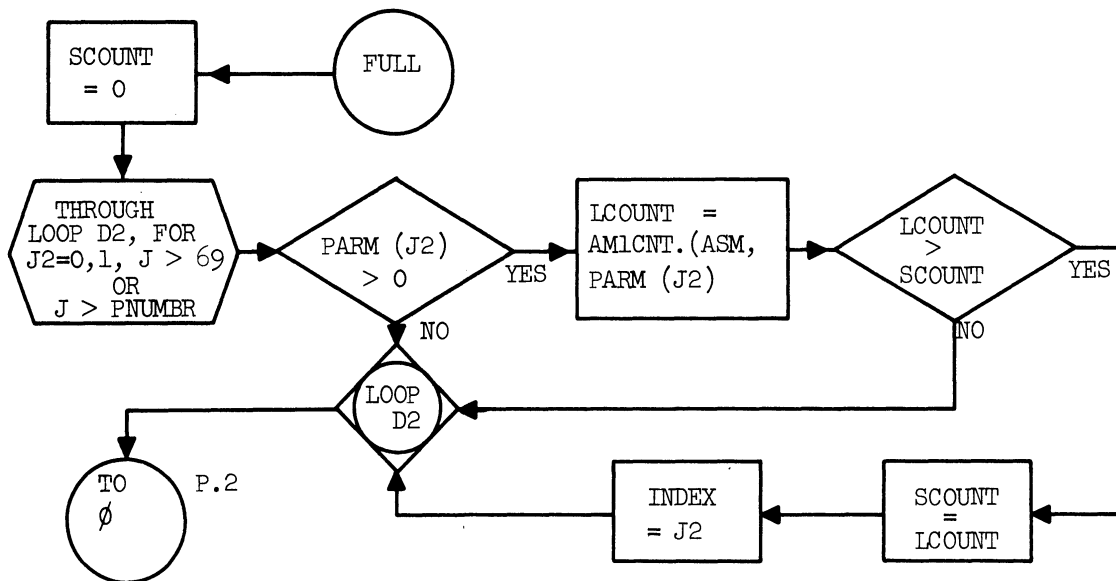 SCOUNT
= 0
FULL
THROUGH
LOOP D2, FOR
J2=0,1, J > 69
OR
J > PNUMBR
PARM (J2)
> 0
YES
NO
LCOUNT =
AM1CNT.(ASM,
PARM (J2)
LCOUNT
>
SCOUNT
YES
NO
LOOP
D2
TO
ϕ
P.2
INDEX
= J2
SCOUNT
=
LCOUNT